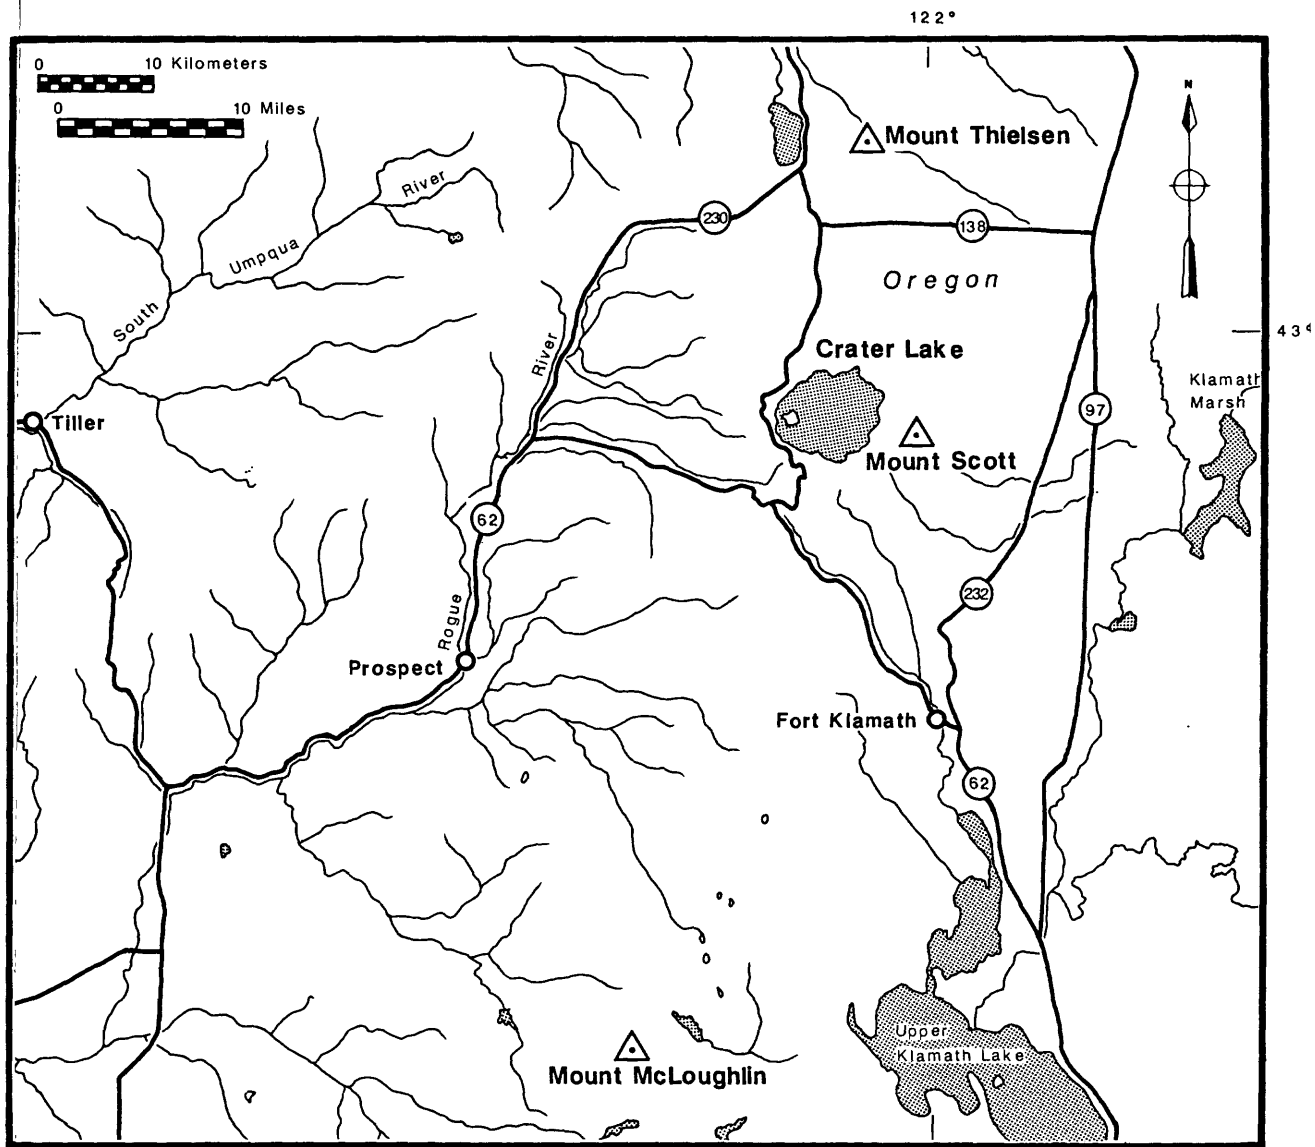 122°
0 10 Kilometers
0 10 Miles
N
Mount Thielsen
River
230
138
Umpqua
Oregon
South
43°
River
Crater Lake
Klamath
Marsh
97
Tiller
Mount Scott
62
232
Rogue
Prospect
Fort Klamath
62
Upper
Klamath Lake
Mount McLoughlin